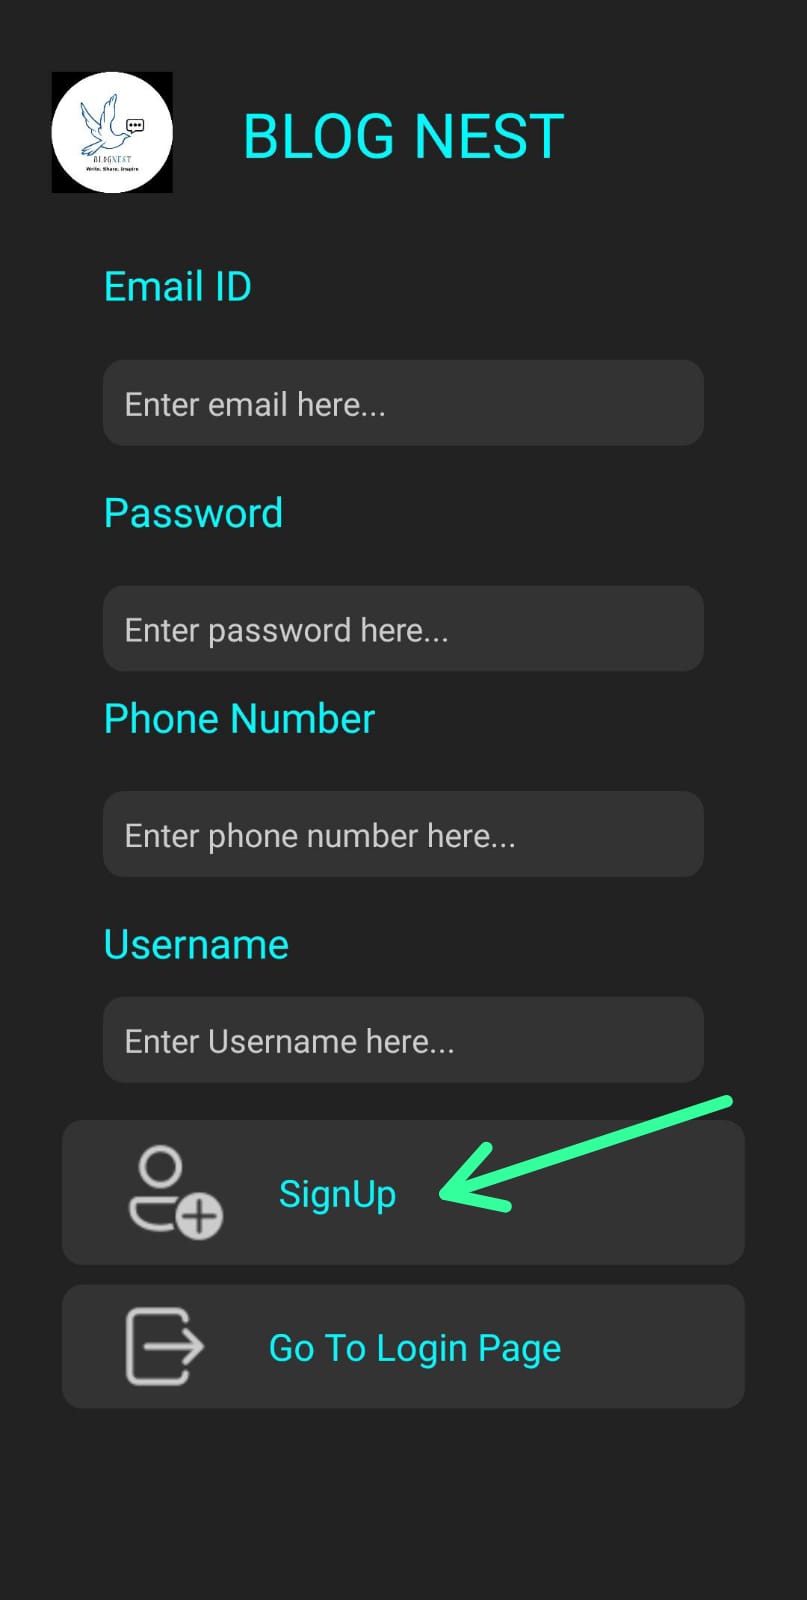 BLOGNEST
Write. Share. Inspire
BLOG NEST
Email ID
Enter email here...
Password
Enter password here...
Phone Number
Enter phone number here...
Username
Enter Username here...
SignUp
Go To Login Page